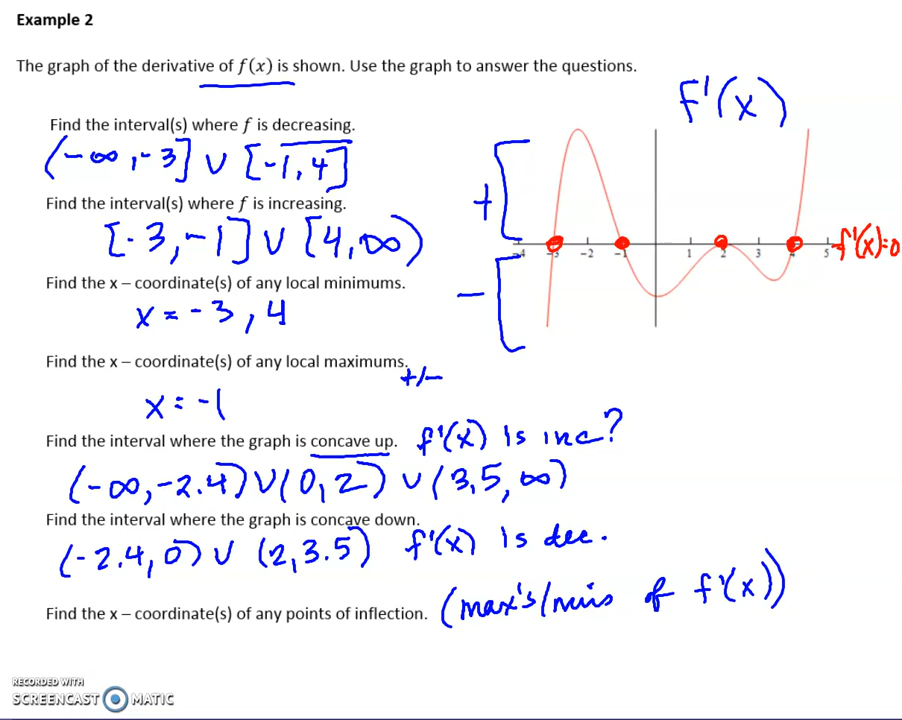 Example 2
The graph of the derivative of f(x) is shown. Use the graph to answer the questions.
f'(x)
Find the interval(s) where f is decreasing.
(-∞,-3] ∪ [-1,4]
Find the interval(s) where f is increasing.
[-3,-1] ∪ [4,∞)
+
-4 -3 -2 -1 1 2 3 4 5
f'(x)=0
Find the x – coordinate(s) of any local minimums.
x = -3, 4
-
Find the x – coordinate(s) of any local maximums.
+/-
x = -1
Find the interval where the graph is concave up. f'(x) is inc?
(-∞,-2.4) ∪ (0,2) ∪ (3,5,∞)
Find the interval where the graph is concave down.
(-2.4,0) ∪ (2,3.5) f'(x) is dec.
Find the x – coordinate(s) of any points of inflection. (max's/mins of f'(x))
RECORDED WITH
SCREENCAST MATIC